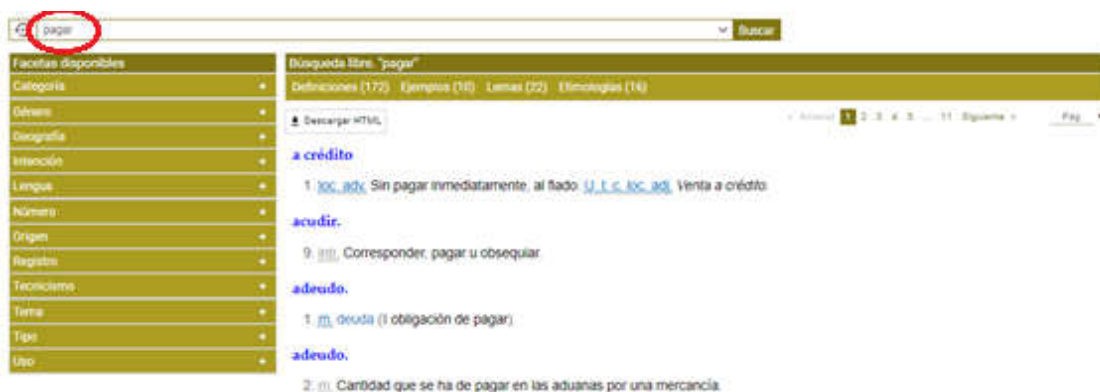 pagar
Buscar
Facetas disponibles
Búsqueda libre. "pagar"
Categoría +
Definiciones (172) Ejemplos (10) Lemas (22) Etimologías (16)
Género +
Descargar HTML
< Anterior 1 2 3 4 5 ... 11 Siguiente > Pág
Geografía +
Intención +
Lengua +
Número +
Origen +
Registro +
Tecnicismo +
Tema +
Tipo +
Uso +
a crédito
1. loc. adv. Sin pagar inmediatamente, al fiado. U. t. c. loc. adj. Venta a crédito.
acudir.
9. intr. Corresponder, pagar u obsequiar.
adeudo.
1. m. deuda (‖ obligación de pagar).
adeudo.
2. m. Cantidad que se ha de pagar en las aduanas por una mercancía.